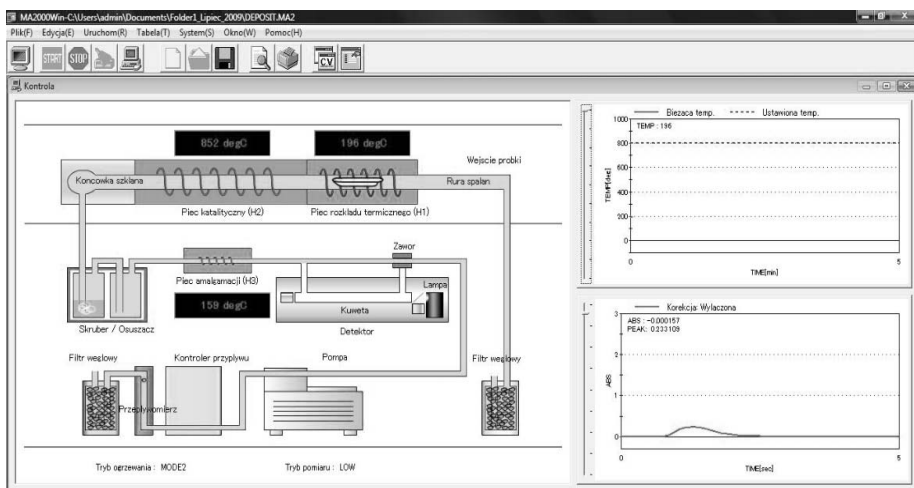 MA2000Win-C:\Users\admin\Documents\Folder1_Lipiec_2009\DEPOSIT.MA2
Plik(F) Edycja(E) Uruchom(R) Tabela(T) System(S) Okno(W) Pomoc(H)
START STOP C.V
Kontrola
852 degC
196 degC
Wejscie probki
Koncowka szklana
Rura spalan
Piec katalityczny (H2)
Piec rozkladu termicznego (H1)
Zawor
Piec amalgamacji (H3)
Lampa
159 degC
Kuweta
Skruber / Osuszacz
Detektor
Filtr weglowy
Kontroler przyplywu
Pompa
Filtr weglowy
Przeplywomierz
Tryb ogrzewania : MODE2
Tryb pomiaru : LOW
Biezaca temp.
Ustawiona temp.
TEMP : 196
1000
800
600
400
200
0
TEMP[deg]
0
5
TIME[min]
Korekcja: Wylaczona
ABS : -0.000157
PEAK: 0.233109
3
2
1
0
ABS
0
5
TIME[sec]